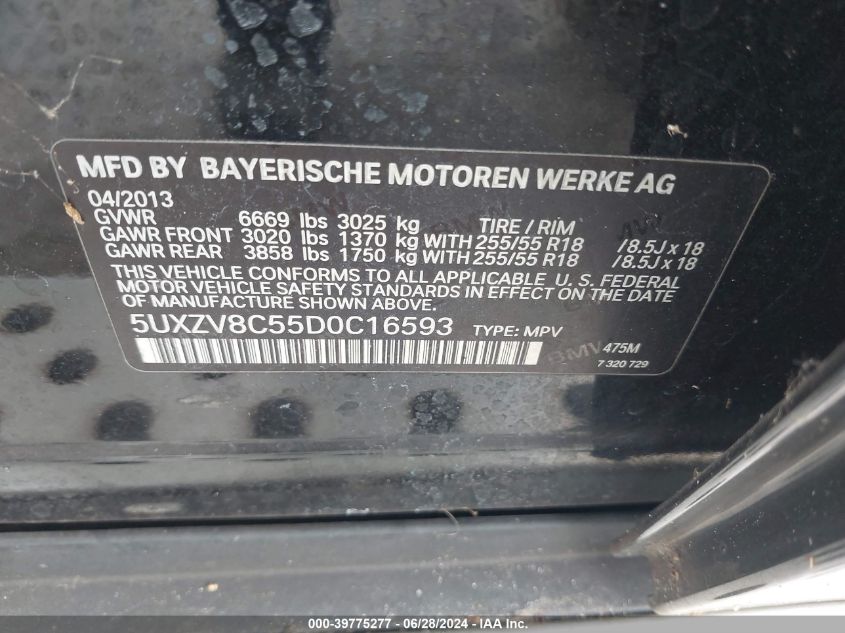 MFD BY BAYERISCHE MOTOREN WERKE AG
04/2013
GVWR 6669 lbs 3025 kg TIRE / RIM
GAWR FRONT 3020 lbs 1370 kg WITH 255/55 R18 /8.5J x 18
GAWR REAR 3858 lbs 1750 kg WITH 255/55 R18 /8.5J x 18
THIS VEHICLE CONFORMS TO ALL APPLICABLE U. S. FEDERAL
MOTOR VEHICLE SAFETY STANDARDS IN EFFECT ON THE DATE
OF MANUFACTURE SHOWN ABOVE.
5UXZV8C55D0C16593 TYPE: MPV
BMW 475M
7 320 729
000-39775277 - 06/28/2024 - IAA Inc.